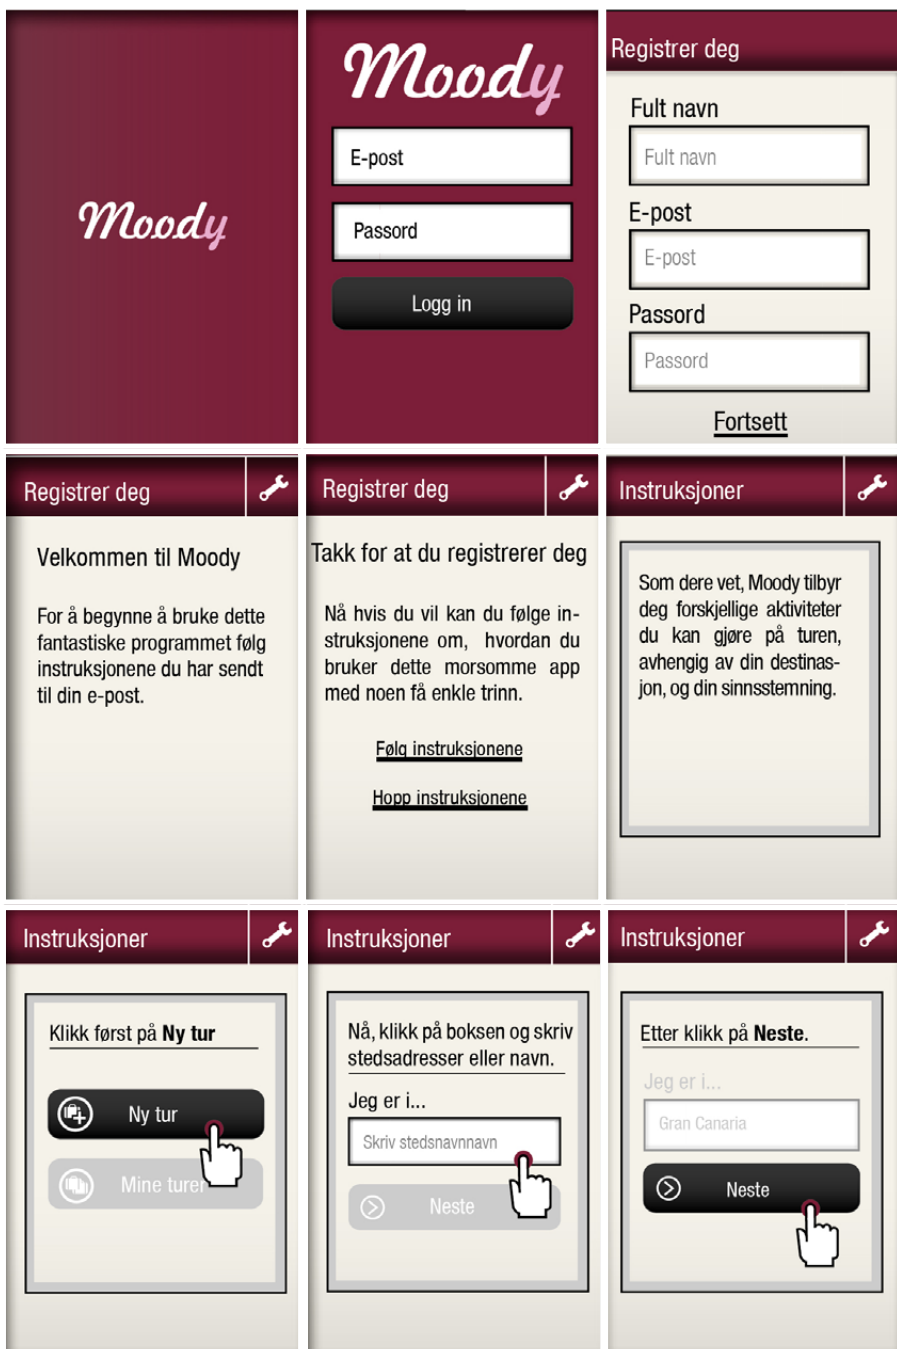 Moody
Moody
E-post
Passord
Logg in
Registrer deg
Fult navn
Fult navn
E-post
E-post
Passord
Passord
Fortsett
Registrer deg
Velkommen til Moody
For å begynne å bruke dette
fantastiske programmet følg
instruksjonene du har sendt
til din e-post.
Registrer deg
Takk for at du registrerer deg
Nå hvis du vil kan du følge in-
struksjonene om, hvordan du
bruker dette morsomme app
med noen få enkle trinn.
Følg instruksjonene
Hopp instruksjonene
Instruksjoner
Som dere vet, Moody tilbyr
deg forskjellige aktiviteter
du kan gjøre på turen,
avhengig av din destinas-
jon, og din sinnsstemning.
Instruksjoner
Klikk først på Ny tur
Ny tur
Mine turer
Instruksjoner
Nå, klikk på boksen og skriv
stedsadresser eller navn.
Jeg er i...
Skriv stedsnavnnavn
Neste
Instruksjoner
Etter klikk på Neste.
Jeg er i...
Gran Canaria
Neste